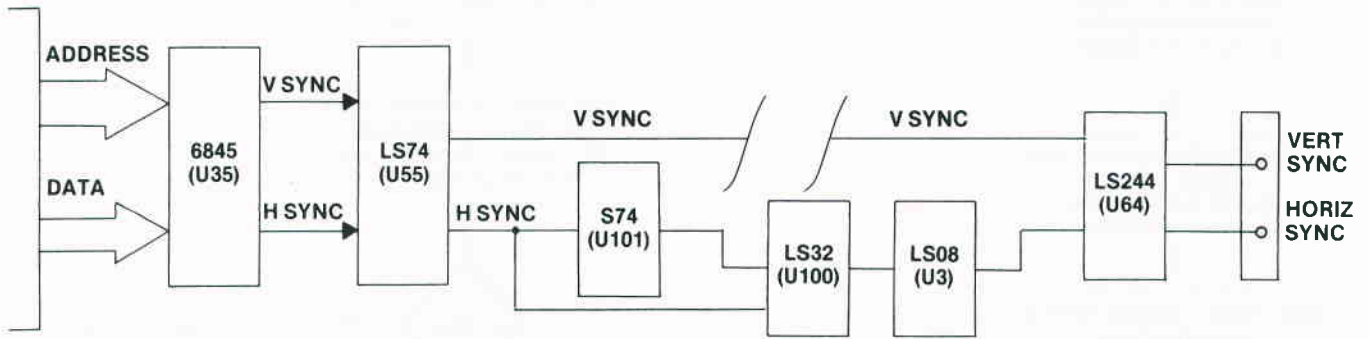 ADDRESS
DATA
6845
(U35)
V SYNC
H SYNC
LS74
(U55)
V SYNC
H SYNC
S74
(U101)
LS32
(U100)
LS08
(U3)
V SYNC
LS244
(U64)
VERT
SYNC
HORIZ
SYNC